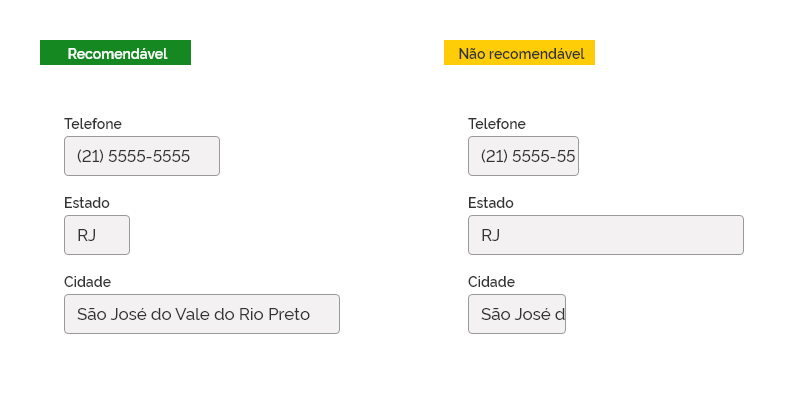 Recomendável
Não recomendável
Telefone
(21) 5555-5555
Estado
RJ
Cidade
São José do Vale do Rio Preto
Telefone
(21) 5555-55
Estado
RJ
Cidade
São José d